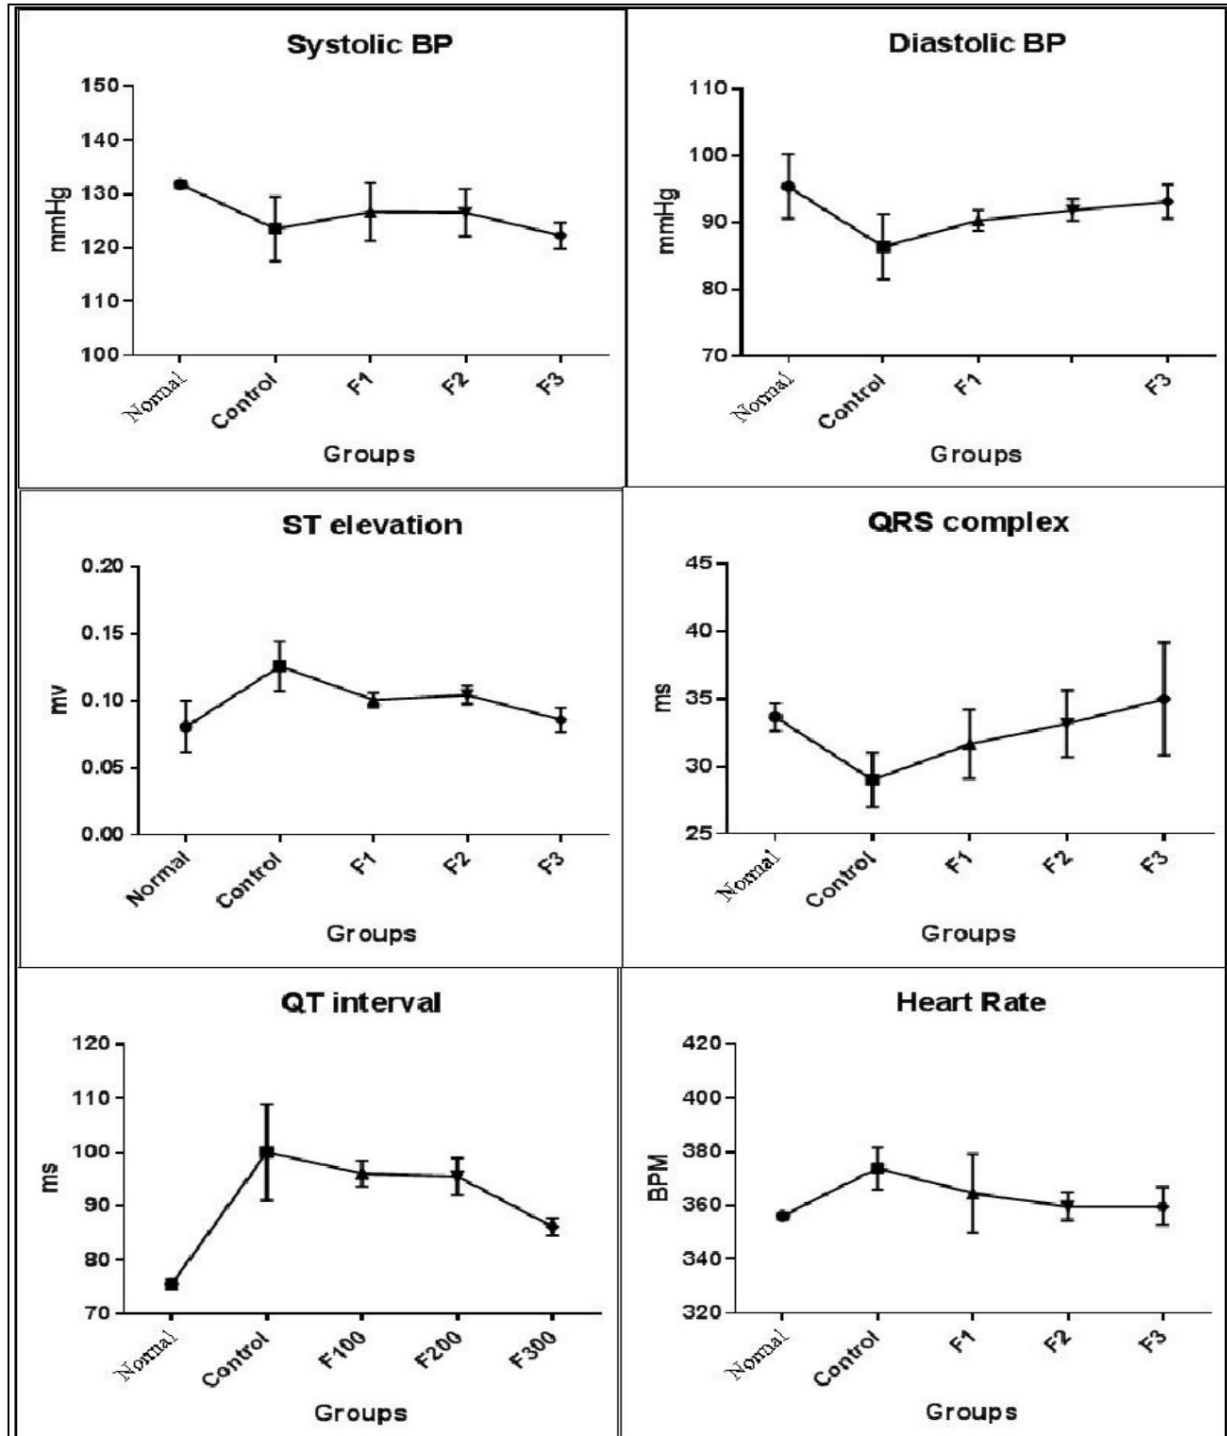 Systolic BP
150
140
130
120
110
100
mmHg
Normal
Control
F1
F2
F3
Groups
Diastolic BP
110
100
90
80
70
mmHg
Normal
Control
F1
F3
Groups
ST elevation
0.20
0.15
0.10
0.05
0.00
mv
Normal
Control
F1
F2
F3
Groups
QRS complex
45
40
35
30
25
ms
Normal
Control
F1
F2
F3
Groups
QT interval
120
110
100
90
80
70
ms
Normal
Control
F100
F200
F300
Groups
Heart Rate
420
400
380
360
340
320
BPM
Normal
Control
F1
F2
F3
Groups